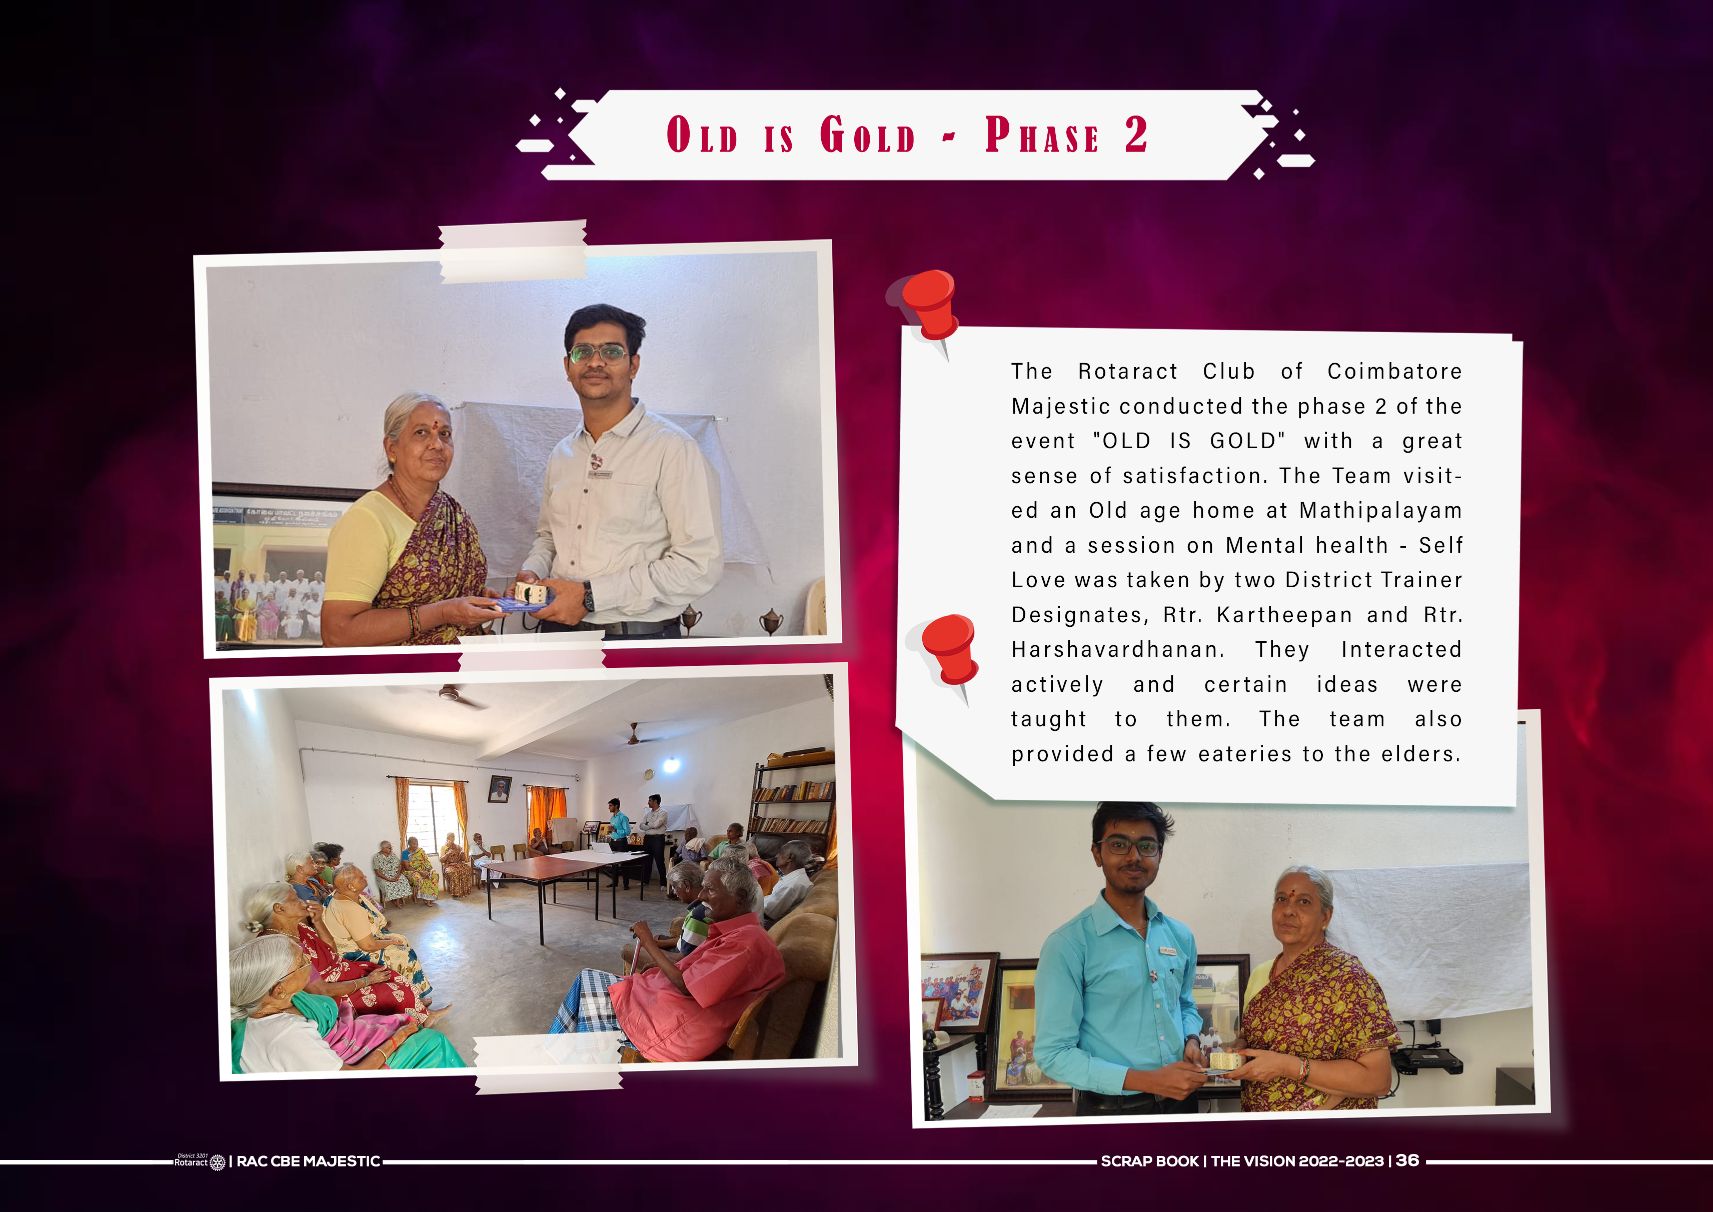 Old is Gold - Phase 2
The Rotaract Club of Coimbatore
Majestic conducted the phase 2 of the
event "OLD IS GOLD" with a great
sense of satisfaction. The Team visit-
ed an Old age home at Mathipalayam
and a session on Mental health - Self
Love was taken by two District Trainer
Designates, Rtr. Kartheepan and Rtr.
Harshavardhanan. They Interacted
actively and certain ideas were
taught to them. The team also
provided a few eateries to the elders.
District 3201
Rotaract | RAC CBE MAJESTIC
SCRAP BOOK | THE VISION 2022-2023 | 36